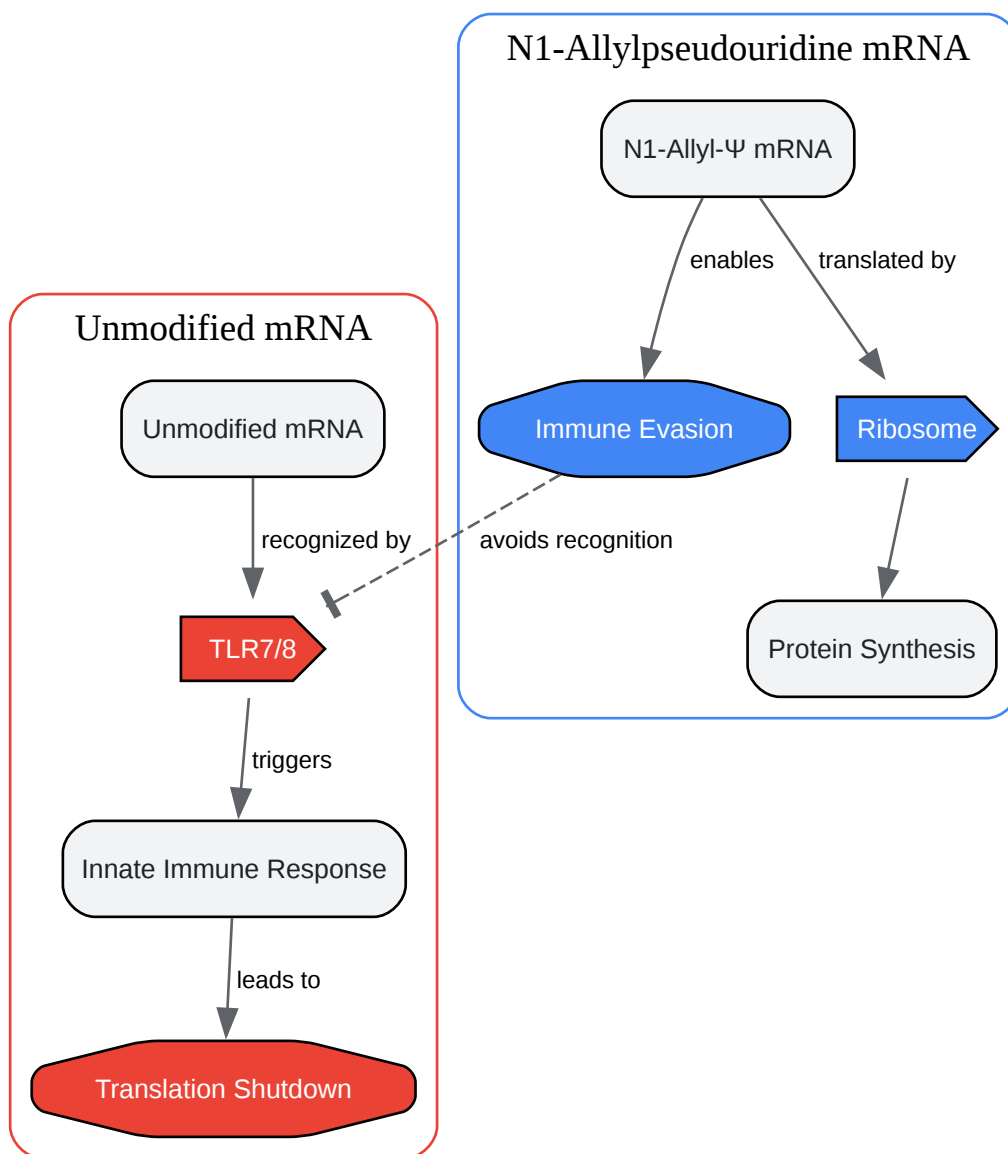 N1-Allylpseudouridine mRNA
N1-Allyl-Ψ mRNA
enables
translated by
Immune Evasion
Ribosome
avoids recognition
Protein Synthesis
Unmodified mRNA
Unmodified mRNA
recognized by
TLR7/8
triggers
Innate Immune Response
leads to
Translation Shutdown